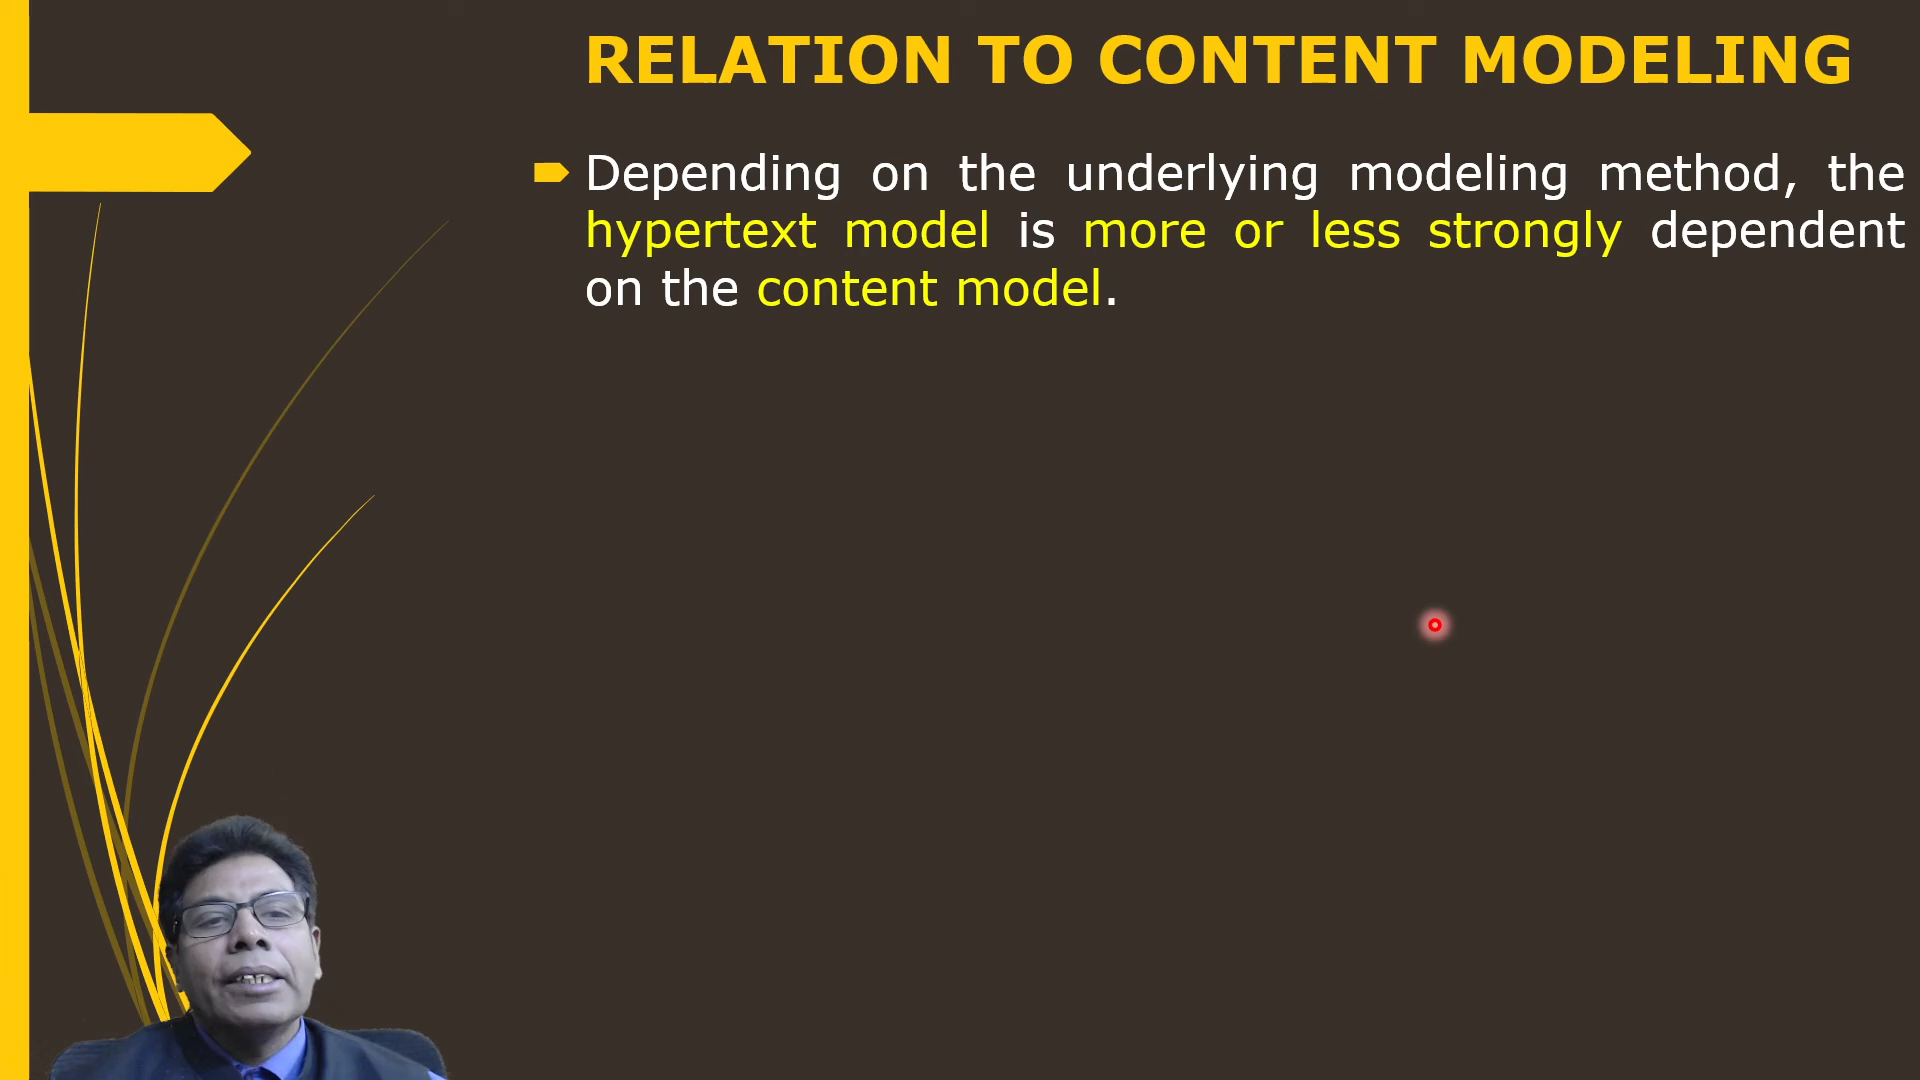 RELATION TO CONTENT MODELING
Depending on the underlying modeling method, the
hypertext model is more or less strongly dependent
on the content model.